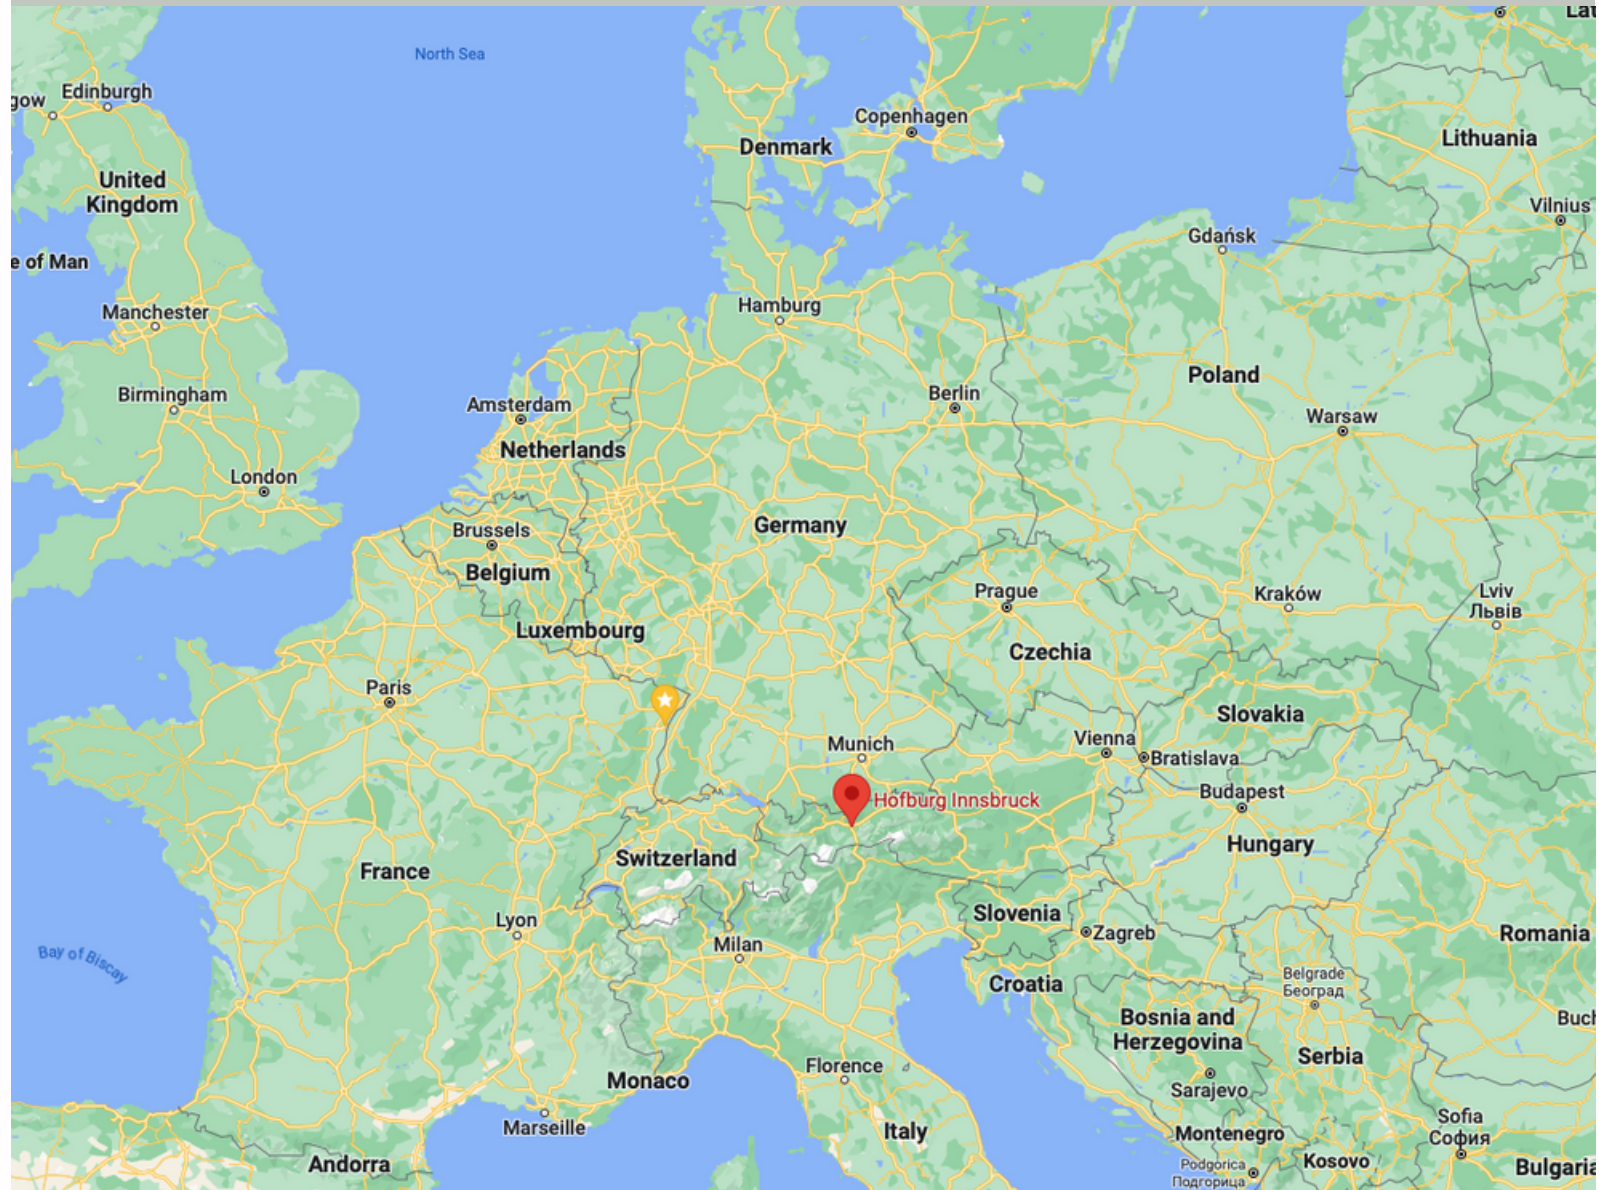 North Sea
Lat
gow
Edinburgh
Copenhagen
Denmark
Lithuania
United
Kingdom
Vilnius
Gdańsk
e of Man
Manchester
Hamburg
Poland
Birmingham
Berlin
Amsterdam
Warsaw
Netherlands
London
Germany
Brussels
Belgium
Prague
Kraków
Lviv
Львів
Luxembourg
Czechia
Paris
Slovakia
Munich
Vienna
Bratislava
Budapest
Hofburg Innsbruck
Hungary
Switzerland
France
Slovenia
Lyon
Zagreb
Romania
Milan
Bay of Biscay
Croatia
Belgrade
Београд
Bosnia and
Herzegovina
Buch
Serbia
Florence
Monaco
Sarajevo
Marseille
Italy
Montenegro
Sofia
София
Andorra
Kosovo
Podgorica
Подгорица
Bulgaria